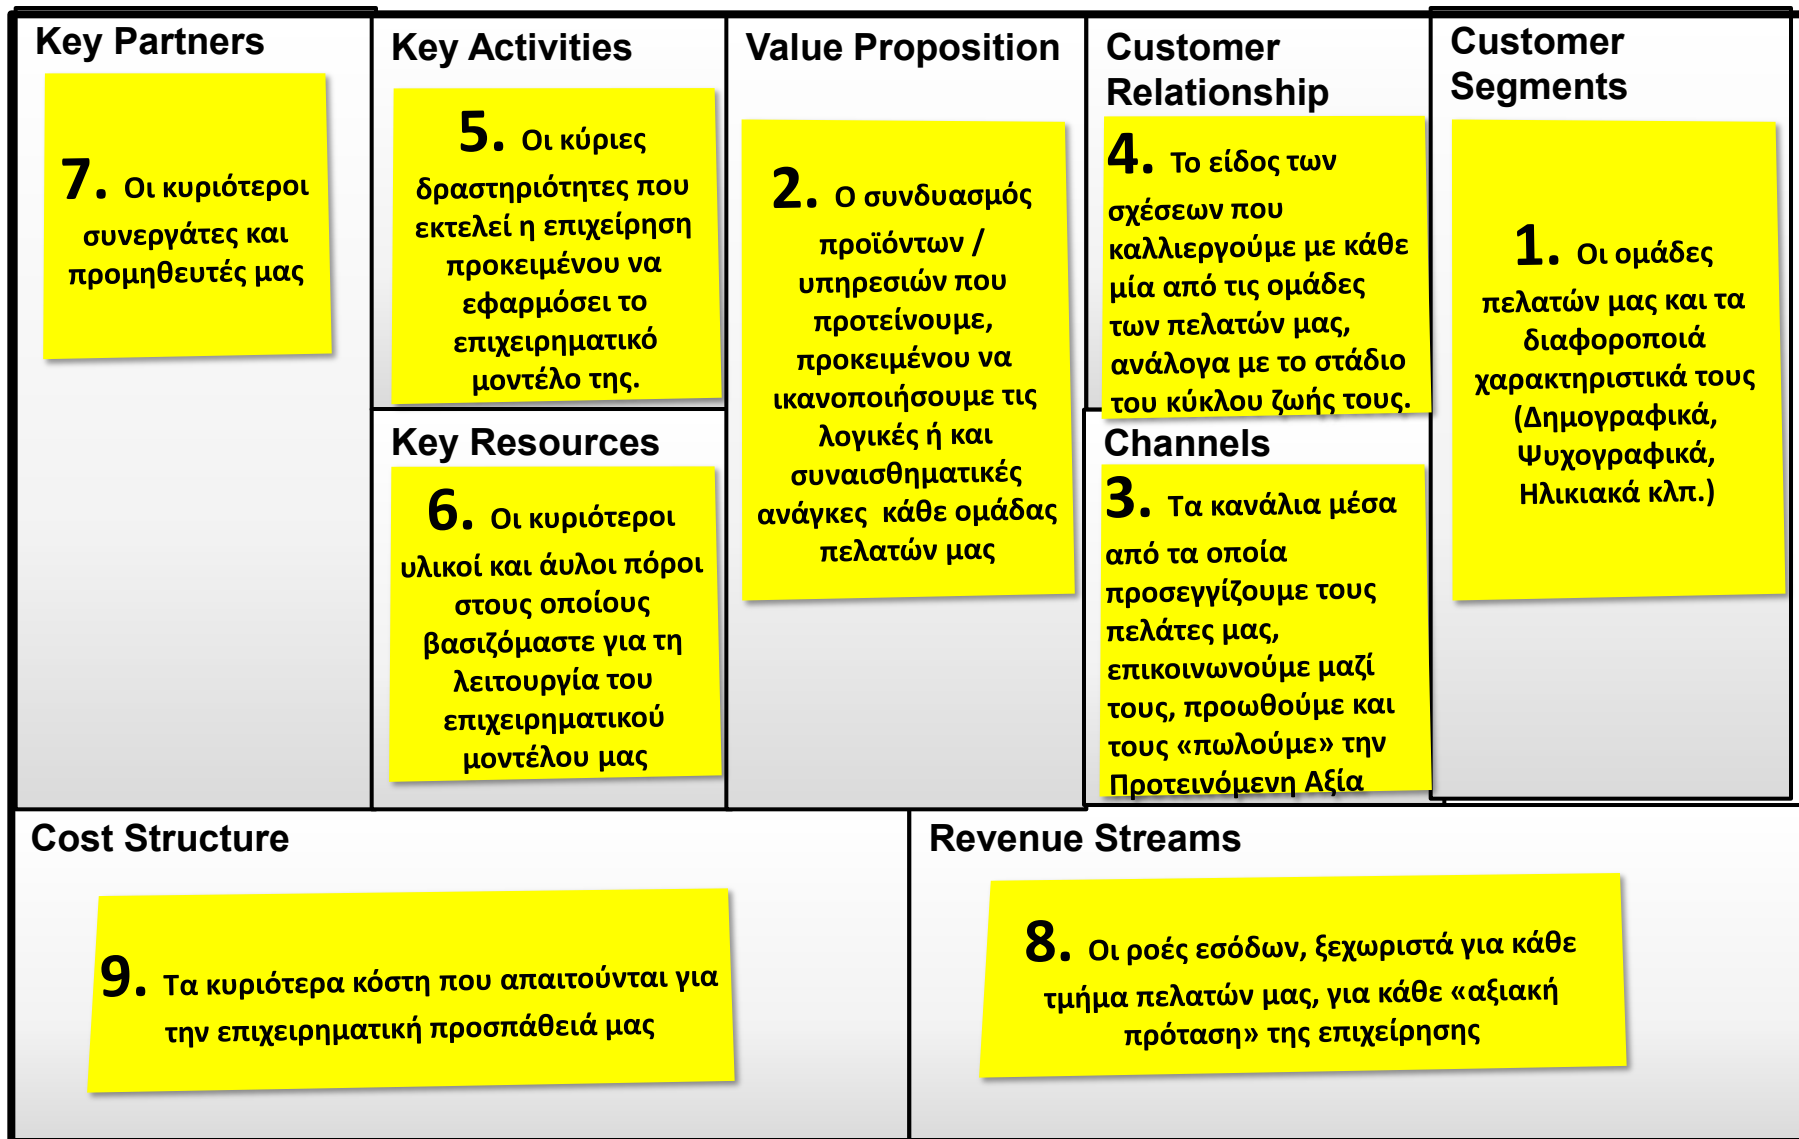 Key Partners
7. Οι κυριότεροι
συνεργάτες και
προμηθευτές μας
Key Activities
5. Οι κύριες
δραστηριότητες που
εκτελεί η επιχείρηση
προκειμένου να
εφαρμόσει το
επιχειρηματικό
μοντέλο της.
Key Resources
6. Οι κυριότεροι
υλικοί και άυλοι πόροι
στους οποίους
βασιζόμαστε για τη
λειτουργία του
επιχειρηματικού
μοντέλου μας
Value Proposition
2. Ο συνδυασμός
προϊόντων /
υπηρεσιών που
προτείνουμε,
προκειμένου να
ικανοποιήσουμε τις
λογικές ή και
συναισθηματικές
ανάγκες κάθε ομάδας
πελατών μας
Customer
Relationship
4. Το είδος των
σχέσεων που
καλλιεργούμε με κάθε
μία από τις ομάδες
των πελατών μας,
ανάλογα με το στάδιο
του κύκλου ζωής τους.
Channels
3. Τα κανάλια μέσα
από τα οποία
προσεγγίζουμε τους
πελάτες μας,
επικοινωνούμε μαζί
τους, προωθούμε και
τους «πωλούμε» την
Προτεινόμενη Αξία
Customer
Segments
1. Οι ομάδες
πελατών μας και τα
διαφοροποιά
χαρακτηριστικά τους
(Δημογραφικά,
Ψυχογραφικά,
Ηλικιακά κλπ.)
Cost Structure
9. Τα κυριότερα κόστη που απαιτούνται για
την επιχειρηματική προσπάθειά μας
Revenue Streams
8. Οι ροές εσόδων, ξεχωριστά για κάθε
τμήμα πελατών μας, για κάθε «αξιακή
πρόταση» της επιχείρησης